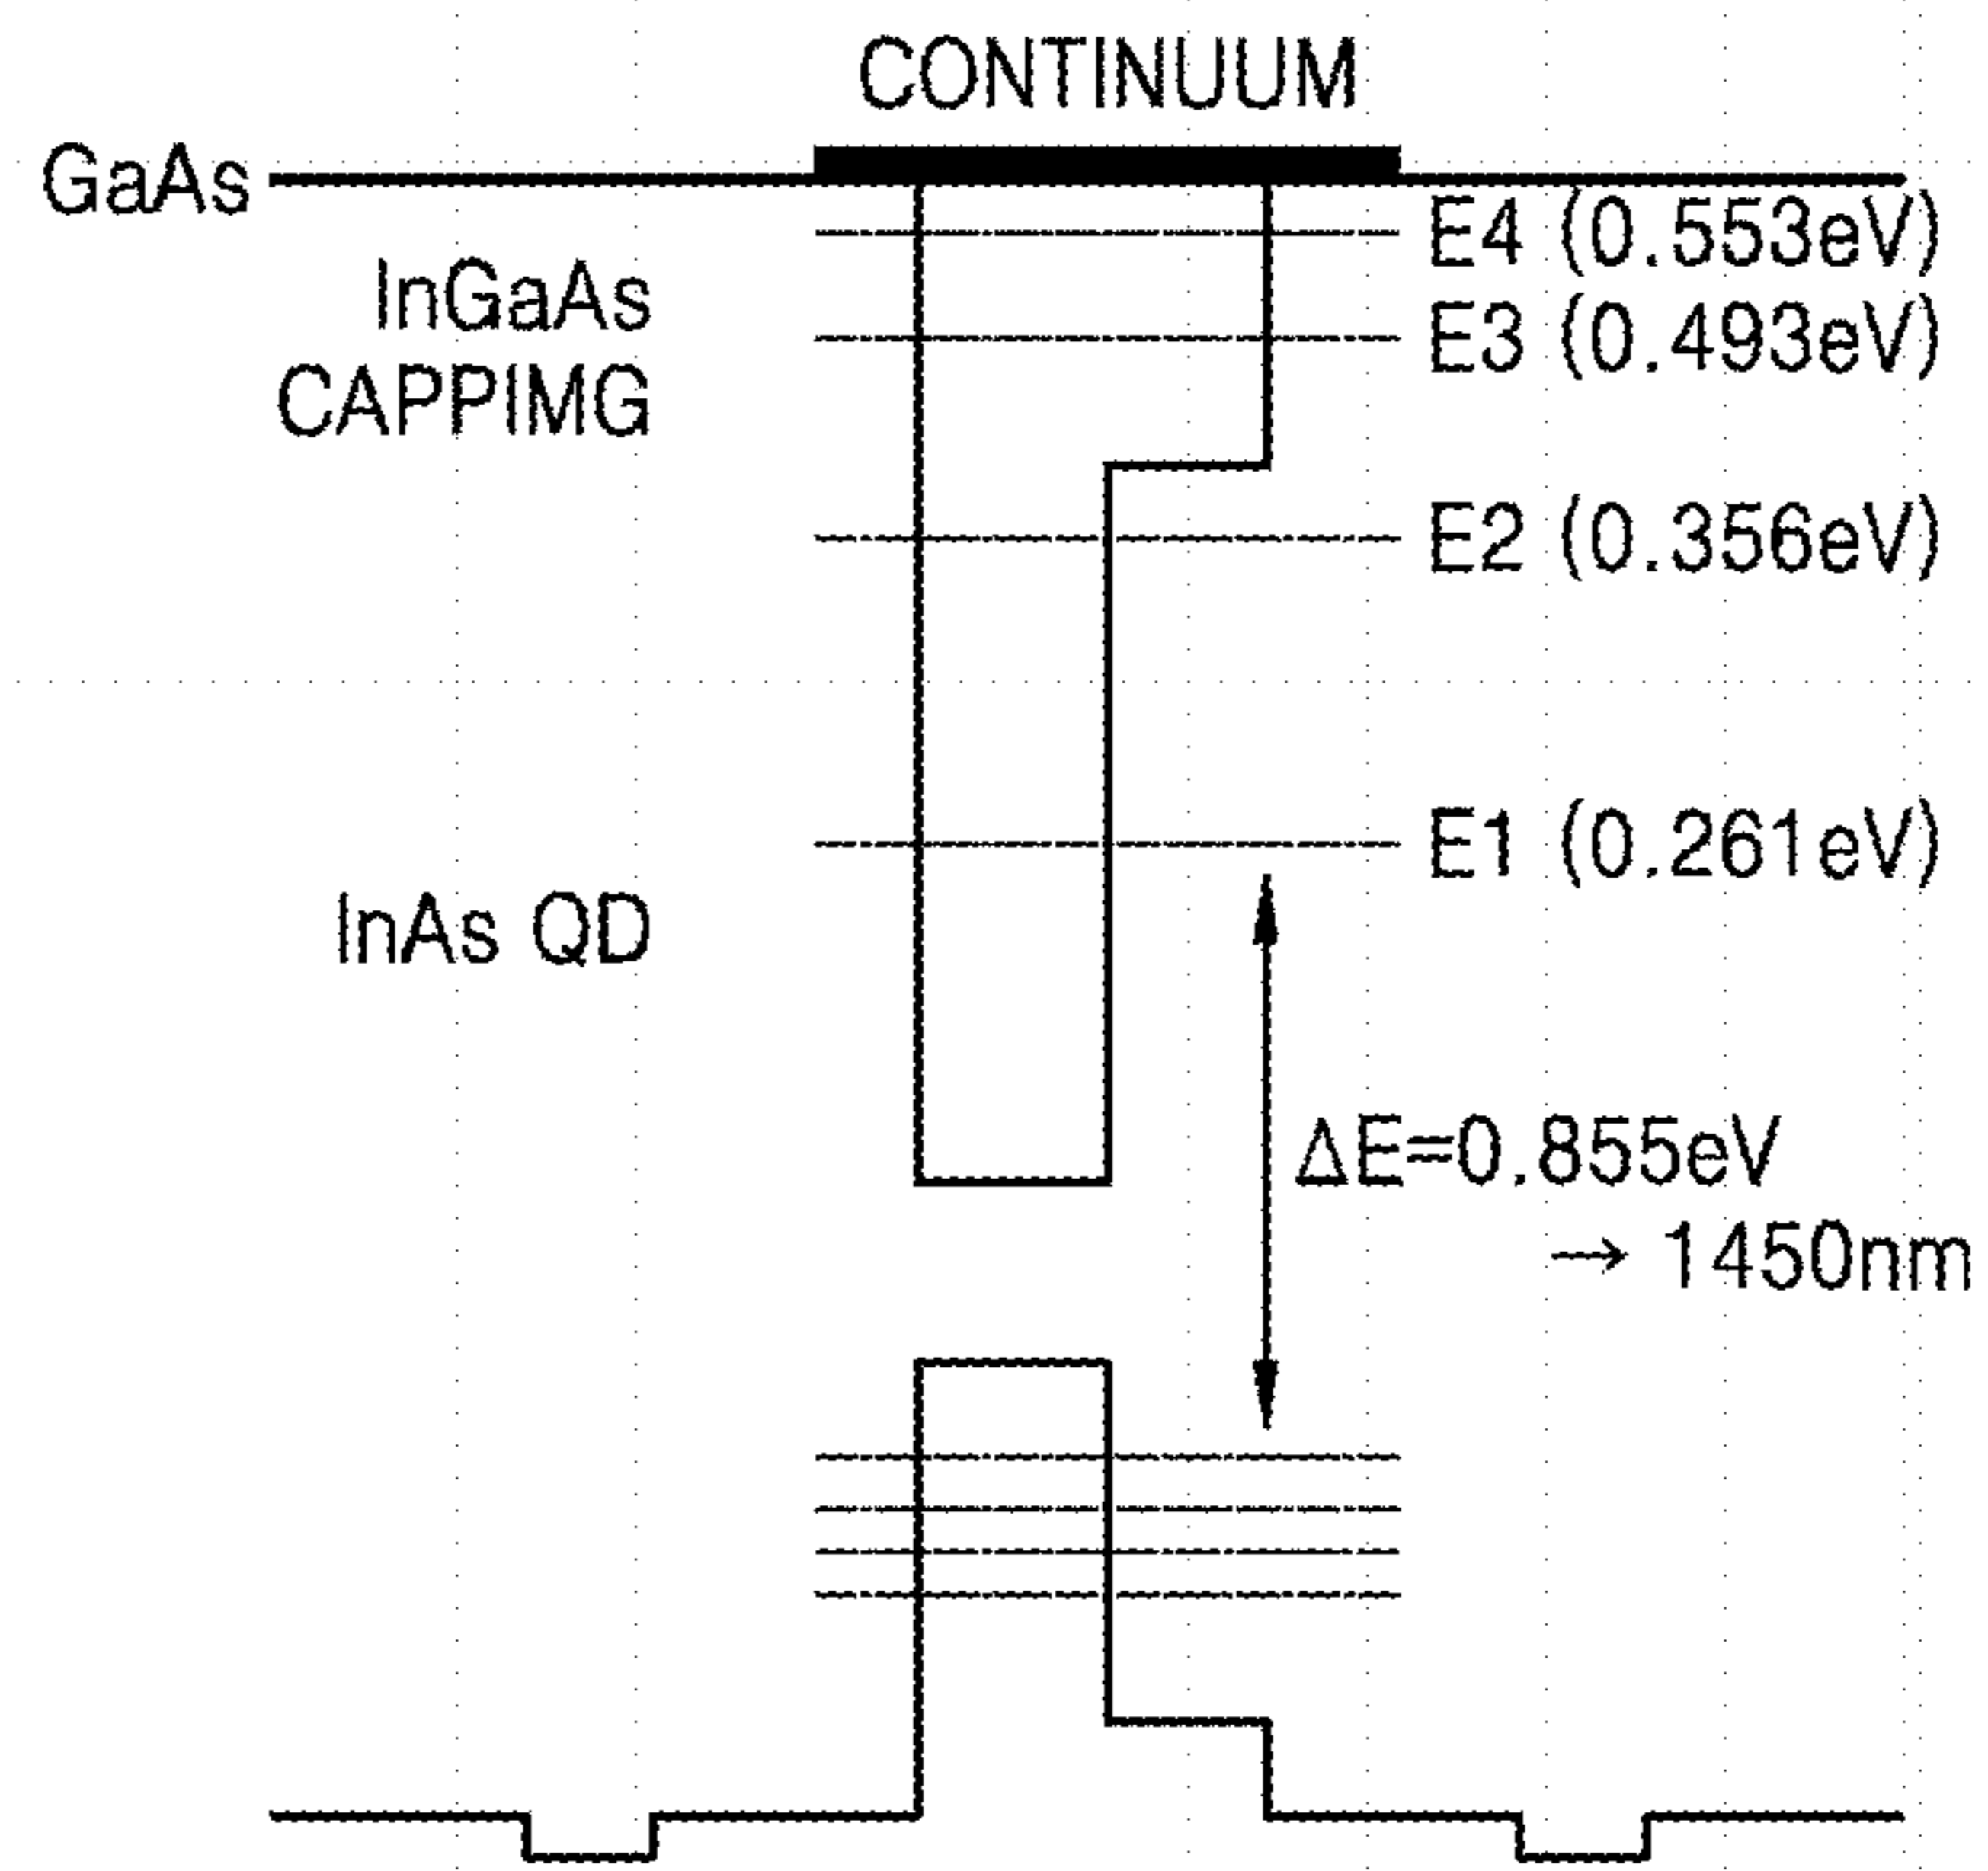 CONTINUUM
GaAs
E4 (0.553eV)
InGaAs
CAPPIMG
E3 (0.493eV)
E2 (0.356eV)
E1 (0.261eV)
InAs QD
ΔE=0.855eV
→ 1450nm